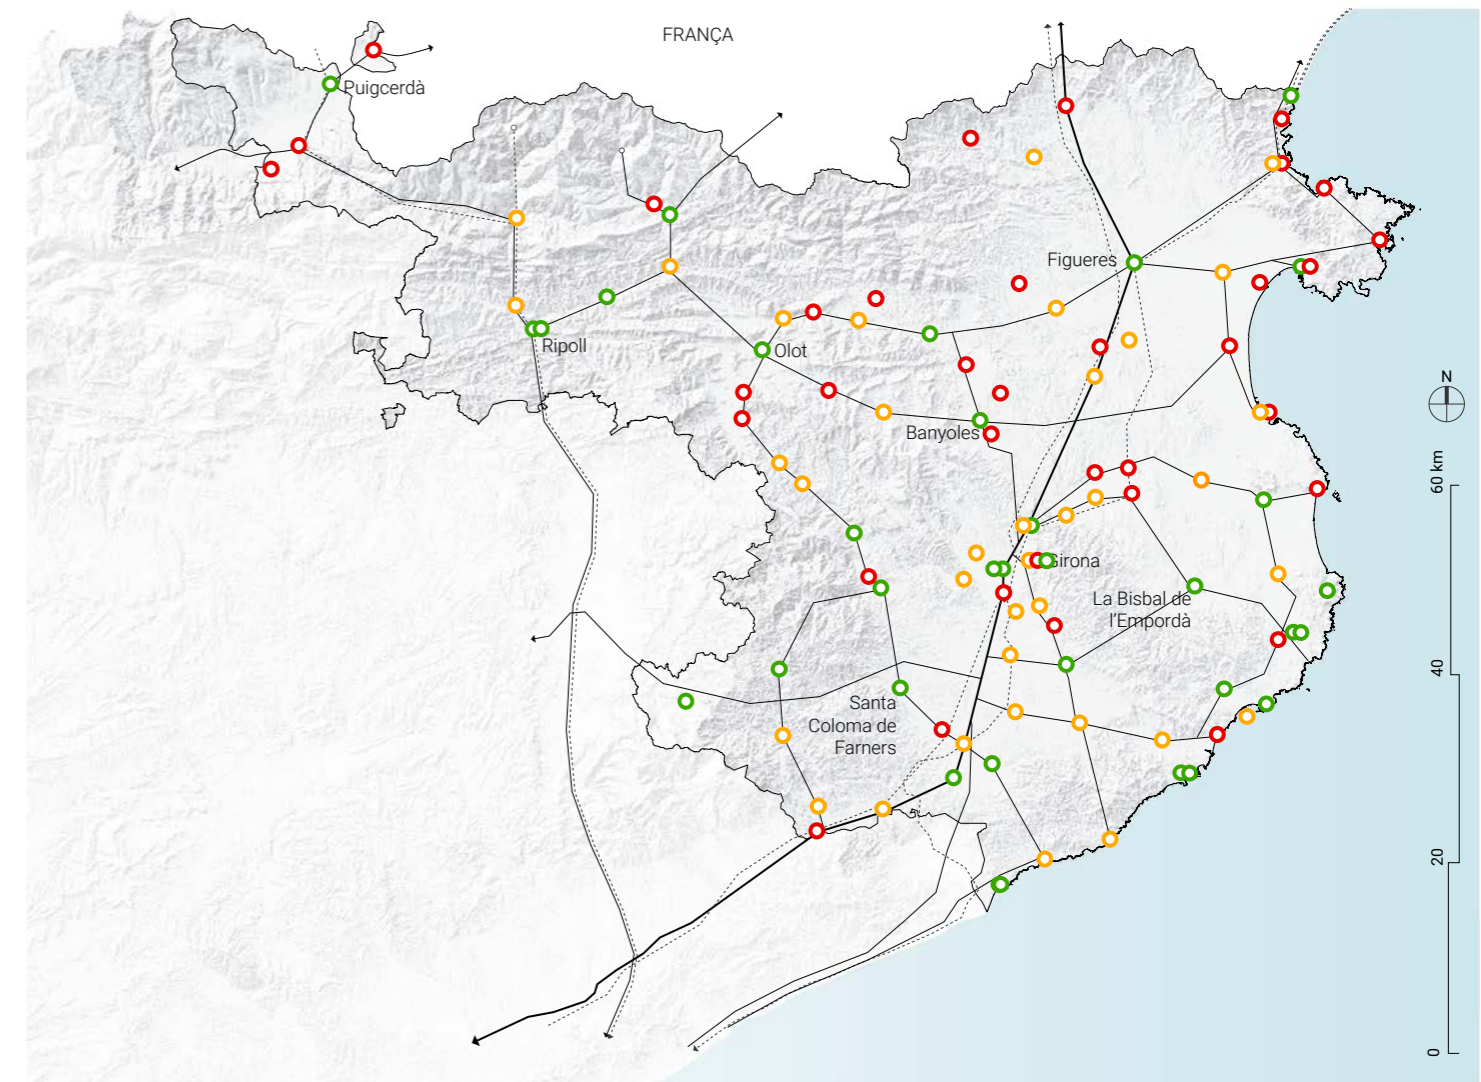 FRANÇA
Puigcerdà
Figueres
Ripoll
Olot
N
Banyoles
60 km
Girona
La Bisbal de
l'Empordà
40
Santa
Coloma de
Farners
20
0